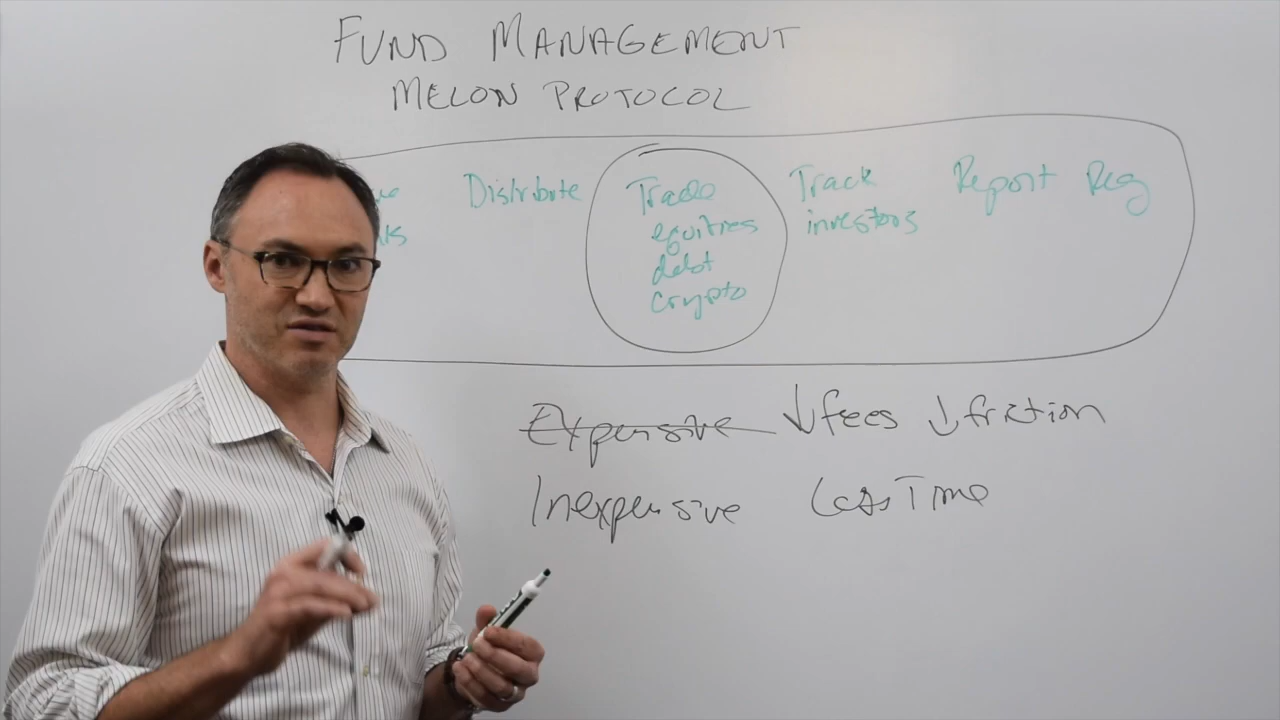 FUND MANAGEMENT
MELON PROTOCOL
Distribute
Trade
equities
debt
crypto
Track
investors
Report Reg
Expensive ↓fees ↓friction
Inexpensive Less Time